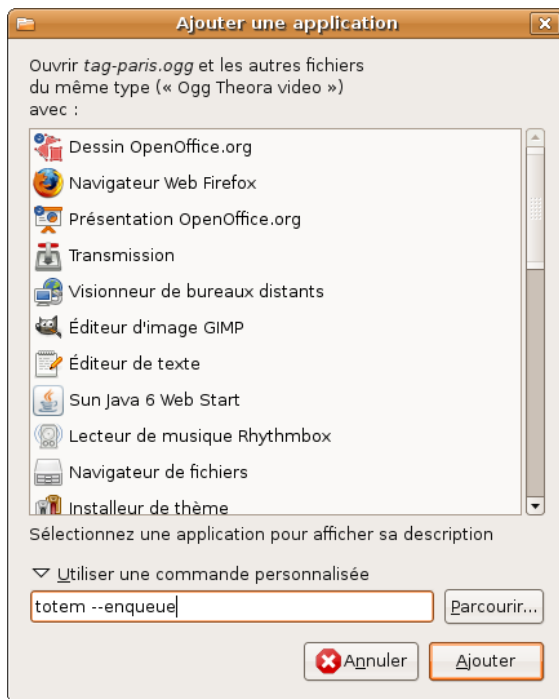 Ajouter une application
Ouvrir tag-paris.ogg et les autres fichiers
du même type (« Ogg Theora video »)
avec :
Dessin OpenOffice.org
Navigateur Web Firefox
Présentation OpenOffice.org
Transmission
Visionneur de bureaux distants
Éditeur d'image GIMP
Éditeur de texte
Sun Java 6 Web Start
Lecteur de musique Rhythmbox
Navigateur de fichiers
Installeur de thème
Sélectionnez une application pour afficher sa description
Utiliser une commande personnalisée
totem --enqueue
Parcourir...
Annuler
Ajouter